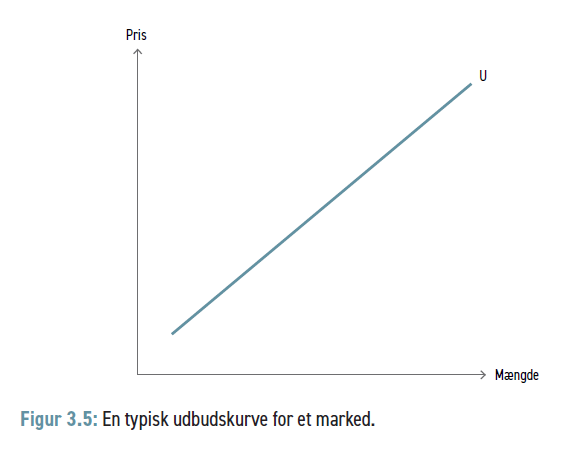 Pris
U
Mængde
Figur 3.5: En typisk udbudskurve for et marked.